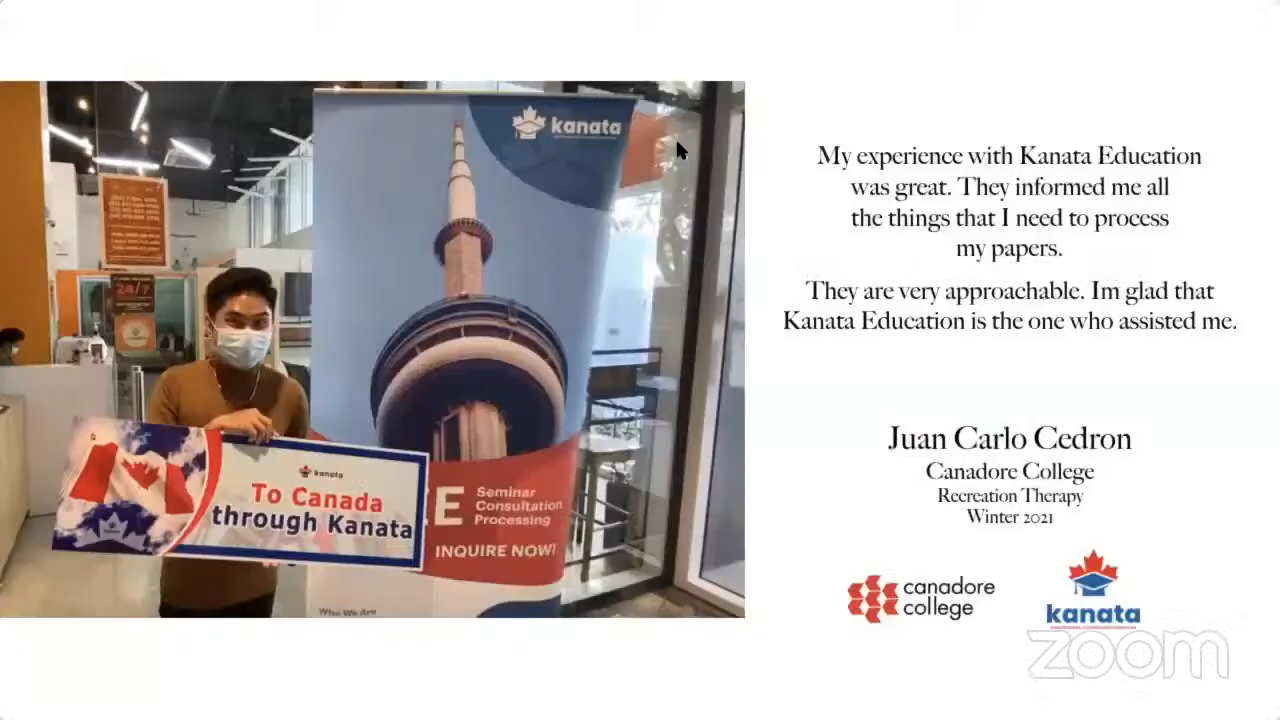 kanata
24/7
kanata
To Canada
through Kanata
E
Seminar
Consultation
Processing
INQUIRE NOW!
Who We Are
My experience with Kanata Education
was great. They informed me all
the things that I need to process
my papers.
They are very approachable. Im glad that
Kanata Education is the one who assisted me.
Juan Carlo Cedron
Canadore College
Recreation Therapy
Winter 2021
canadore
college
kanata
zoom